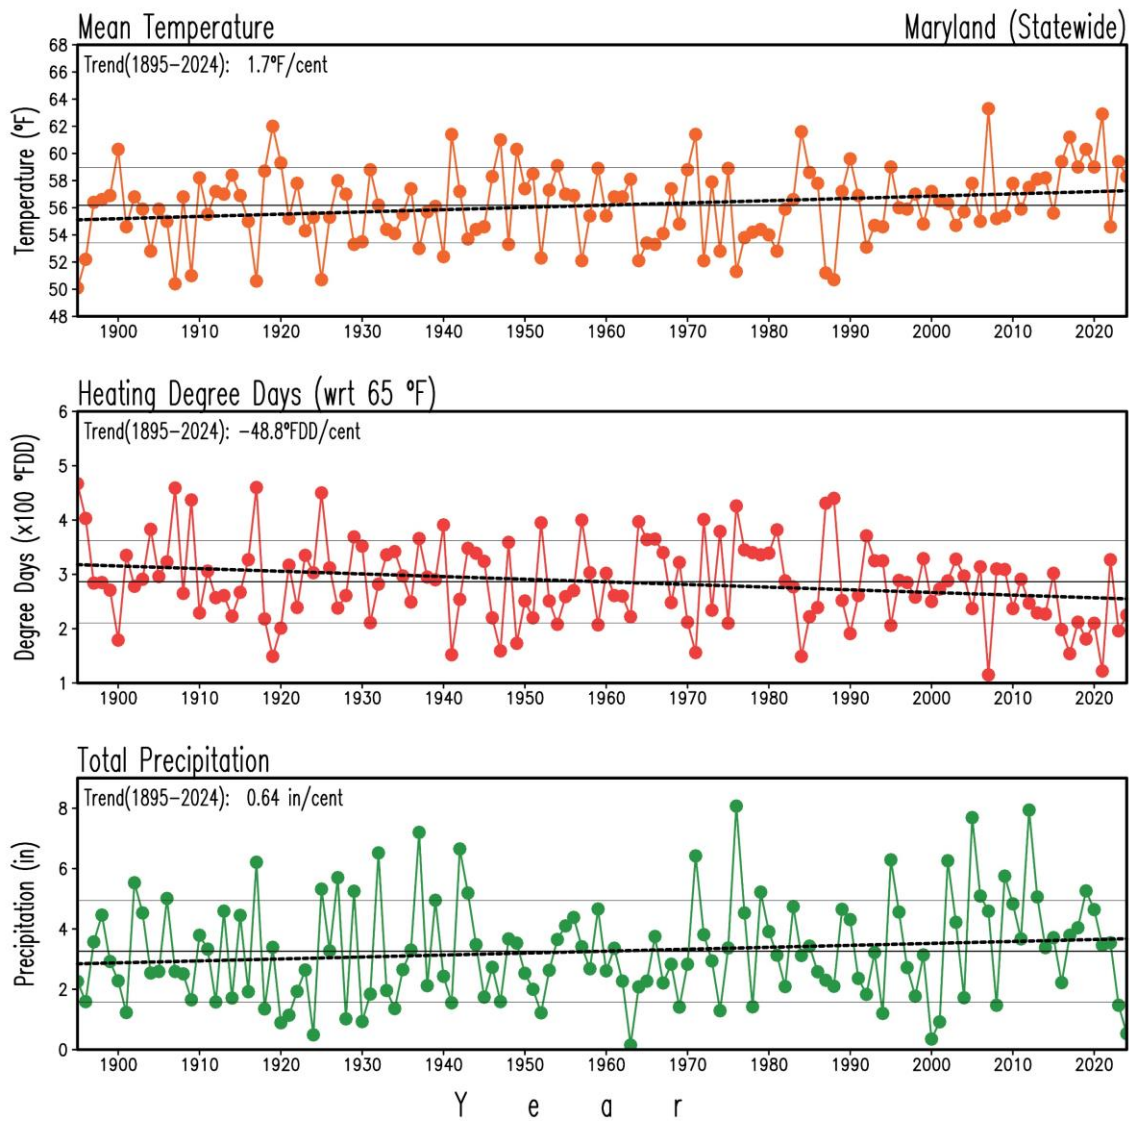 Mean Temperature Maryland (Statewide)
Trend(1895-2024): 1.7°F/cent
Temperature (°F)
68
66
64
62
60
58
56
54
52
50
48
1900 1910 1920 1930 1940 1950 1960 1970 1980 1990 2000 2010 2020
Heating Degree Days (wrt 65 °F)
Trend(1895-2024): -48.8°FDD/cent
Degree Days (x100 °FDD)
6
5
4
3
2
1
1900 1910 1920 1930 1940 1950 1960 1970 1980 1990 2000 2010 2020
Total Precipitation
Trend(1895-2024): 0.64 in/cent
Precipitation (in)
8
6
4
2
0
1900 1910 1920 1930 1940 1950 1960 1970 1980 1990 2000 2010 2020
Y e a r